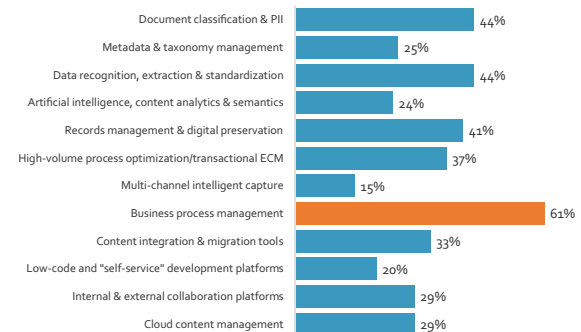 Document classification & PII 44%
Metadata & taxonomy management 25%
Data recognition, extraction & standardization 44%
Artificial intelligence, content analytics & semantics 24%
Records management & digital preservation 41%
High-volume process optimization/transactional ECM 37%
Multi-channel intelligent capture 15%
Business process management 61%
Content integration & migration tools 33%
Low-code and "self-service" development platforms 20%
Internal & external collaboration platforms 29%
Cloud content management 29%